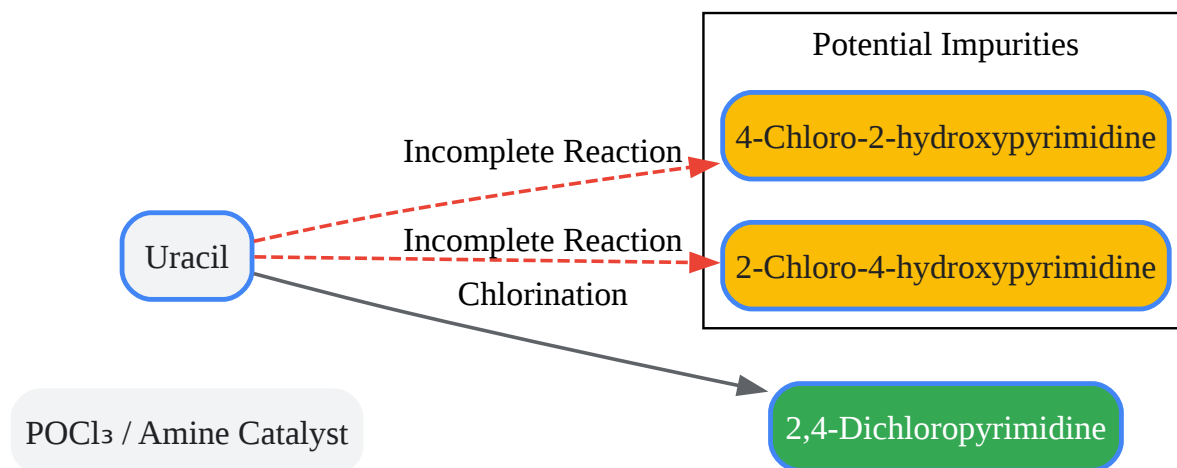 Potential Impurities
4-Chloro-2-hydroxypyrimidine
Incomplete Reaction
Uracil
Incomplete Reaction
2-Chloro-4-hydroxypyrimidine
Chlorination
POCl₃ / Amine Catalyst
2,4-Dichloropyrimidine